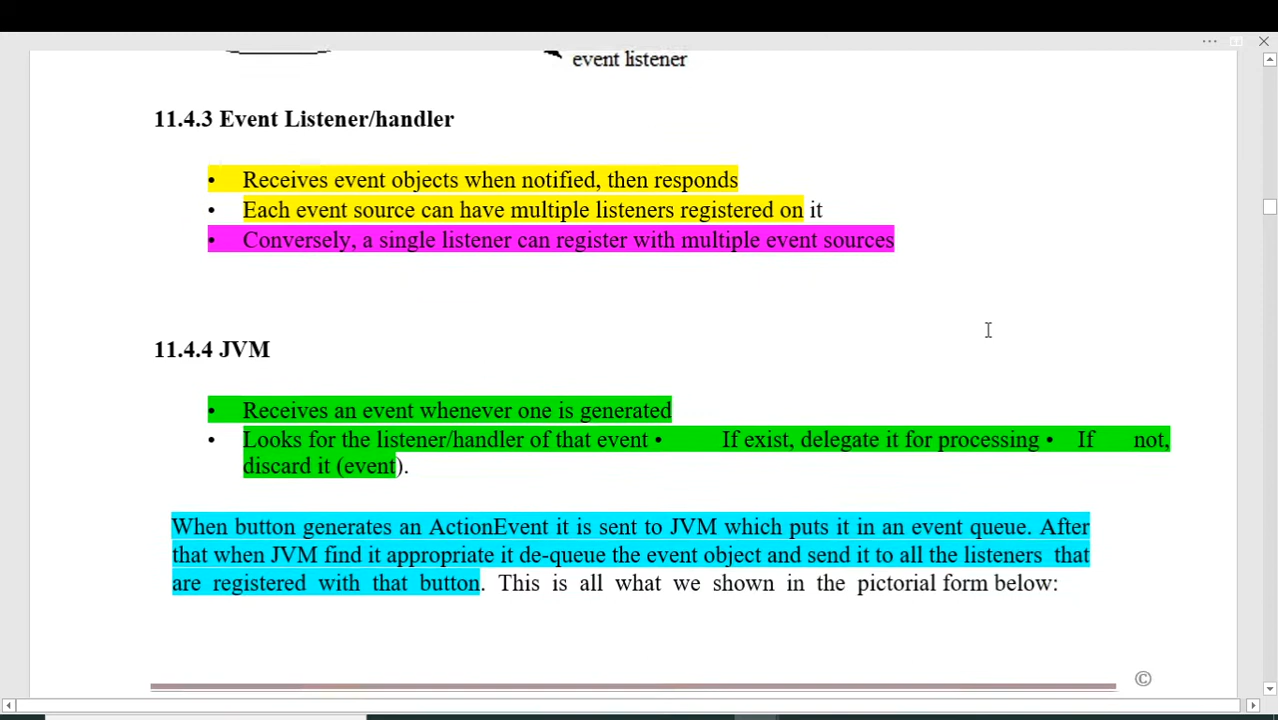 event listener
11.4.3 Event Listener/handler
• Receives event objects when notified, then responds
• Each event source can have multiple listeners registered on it
• Conversely, a single listener can register with multiple event sources
11.4.4 JVM
• Receives an event whenever one is generated
• Looks for the listener/handler of that event • If exist, delegate it for processing • If not,
discard it (event).
When button generates an ActionEvent it is sent to JVM which puts it in an event queue. After
that when JVM find it appropriate it de-queue the event object and send it to all the listeners that
are registered with that button. This is all what we shown in the pictorial form below:
©